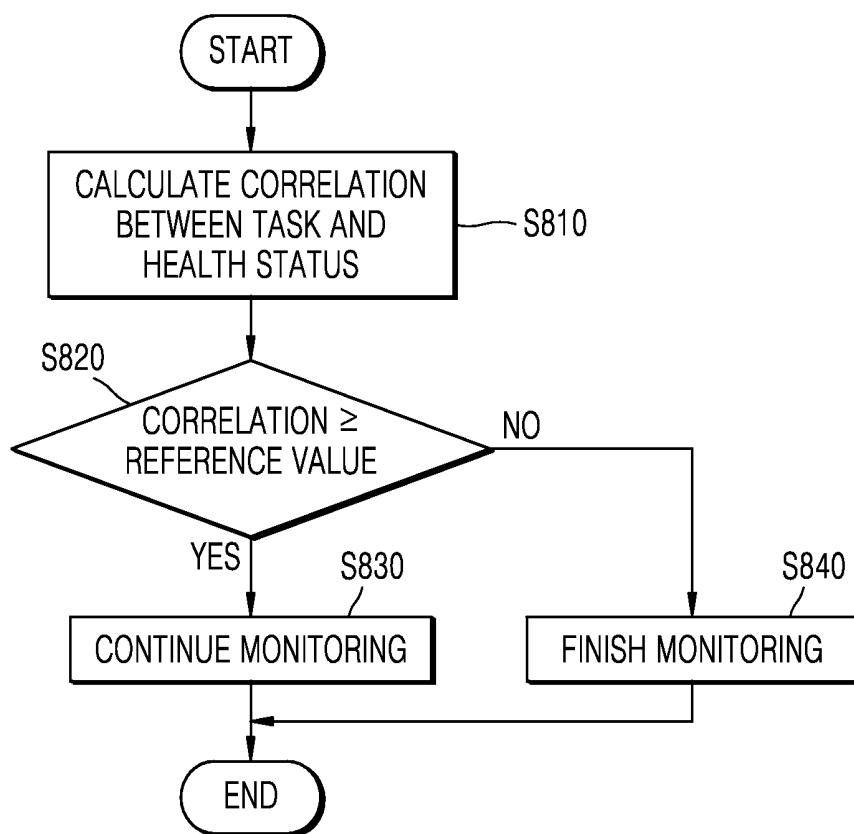 START
CALCULATE CORRELATION
BETWEEN TASK AND
HEALTH STATUS
S810
S820
CORRELATION ≥
REFERENCE VALUE
NO
YES
S830
CONTINUE MONITORING
S840
FINISH MONITORING
END